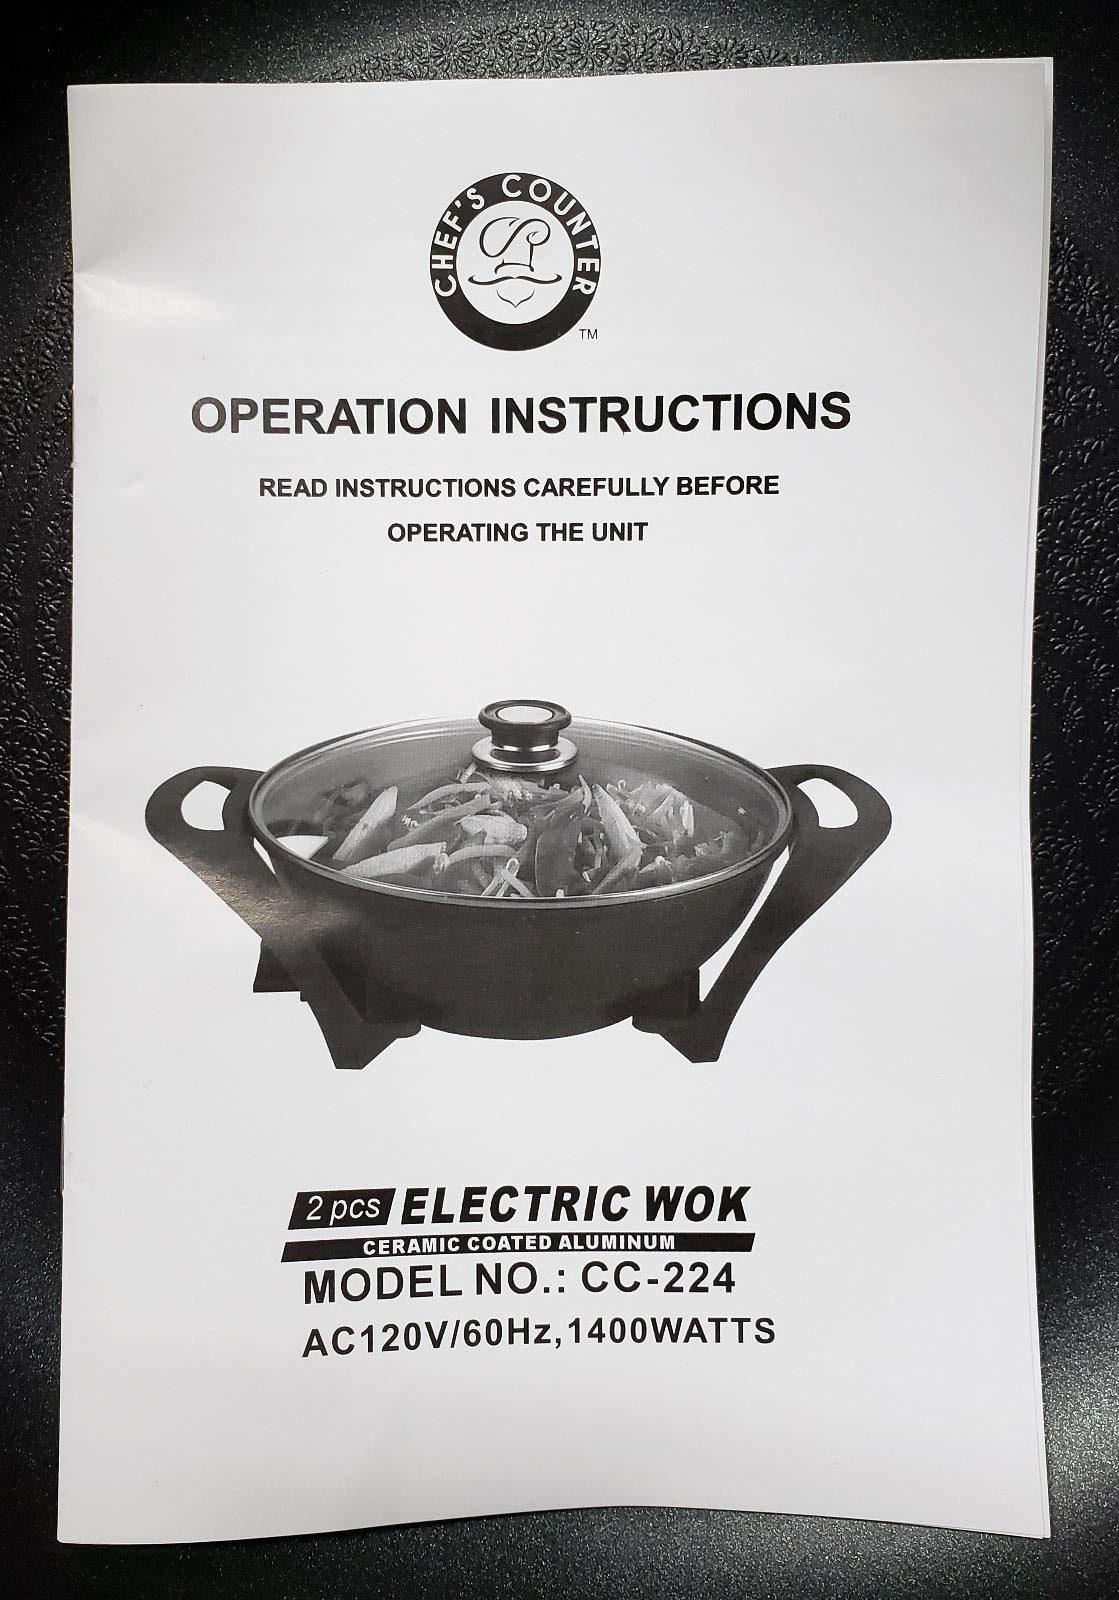 CHEF'S COUNTER
TM
OPERATION INSTRUCTIONS
READ INSTRUCTIONS CAREFULLY BEFORE
OPERATING THE UNIT
2 pcs ELECTRIC WOK
CERAMIC COATED ALUMINUM
MODEL NO.: CC-224
AC120V/60Hz,1400WATTS